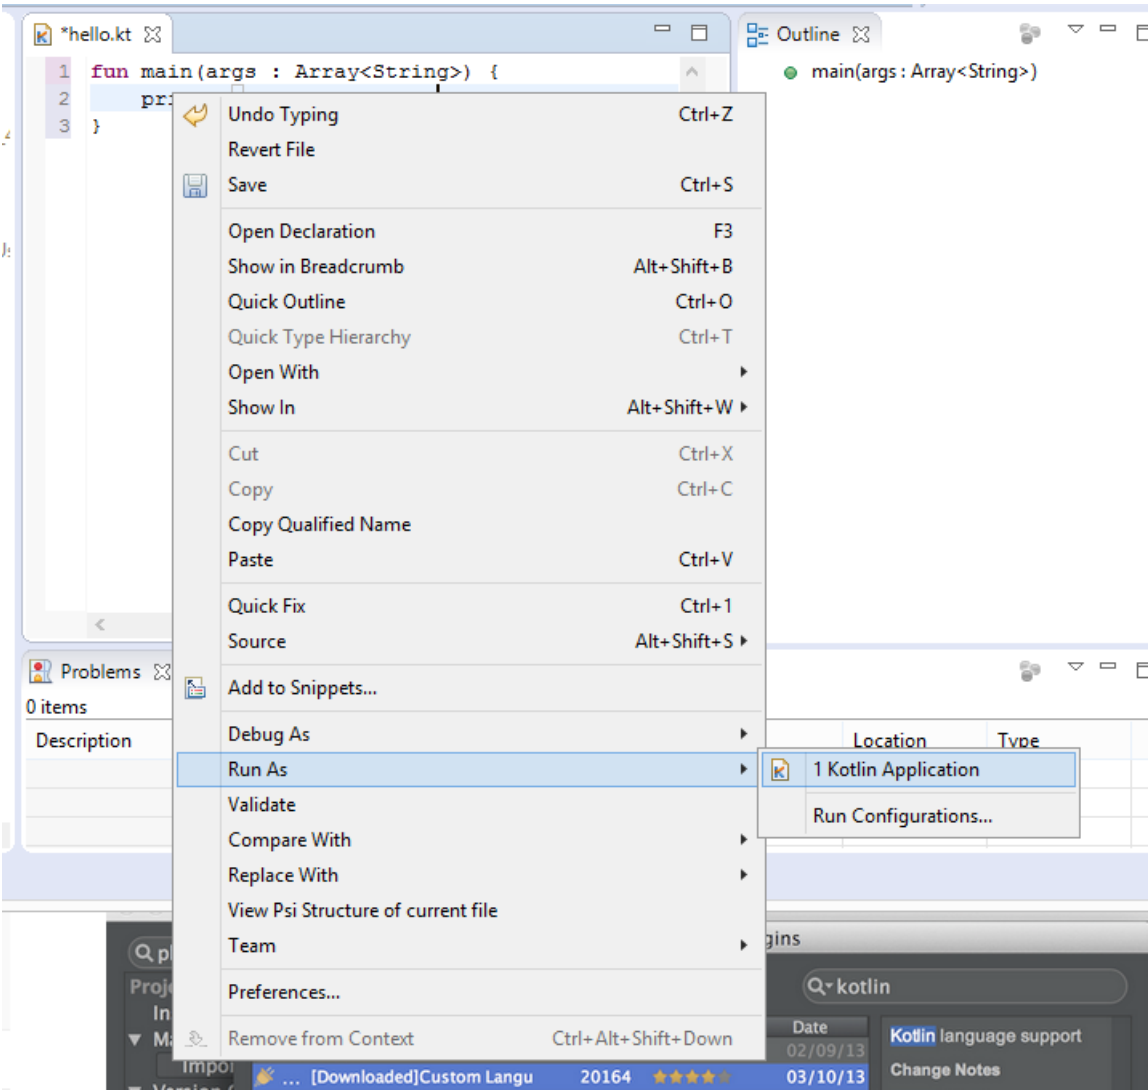 *hello.kt
Outline
1 fun main(args : Array<String>) {
2
3 }
main(args : Array<String>)
Undo Typing Ctrl+Z
Revert File
Save Ctrl+S
Open Declaration F3
Show in Breadcrumb Alt+Shift+B
Quick Outline Ctrl+O
Quick Type Hierarchy Ctrl+T
Open With
Show In Alt+Shift+W
Cut Ctrl+X
Copy Ctrl+C
Copy Qualified Name
Paste Ctrl+V
Quick Fix Ctrl+1
Source Alt+Shift+S
Problems
Add to Snippets...
0 items
Description Location Type
Debug As
Run As
1 Kotlin Application
Validate
Run Configurations...
Compare With
Replace With
View Psi Structure of current file
Team
Preferences...
kotlin
Remove from Context Ctrl+Alt+Shift+Down
Date
02/09/13
Kotlin language support
Change Notes
... [Downloaded]Custom Langu 20164 03/10/13